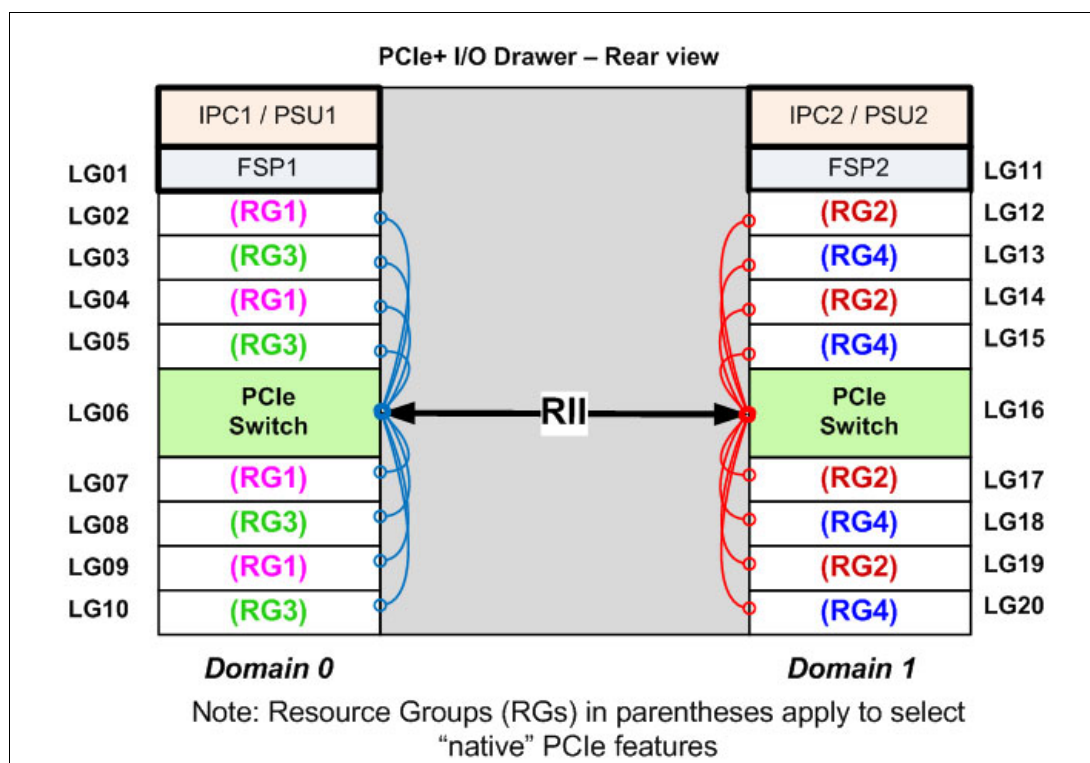 PCIe+ I/O Drawer – Rear view
IPC1 / PSU1
IPC2 / PSU2
LG01
FSP1
FSP2
LG11
LG02
(RG1)
(RG2)
LG12
LG03
(RG3)
(RG4)
LG13
LG04
(RG1)
(RG2)
LG14
LG05
(RG3)
(RG4)
LG15
LG06
PCIe
Switch
RII
PCIe
Switch
LG16
LG07
(RG1)
(RG2)
LG17
LG08
(RG3)
(RG4)
LG18
LG09
(RG1)
(RG2)
LG19
LG10
(RG3)
(RG4)
LG20
Domain 0
Domain 1
Note: Resource Groups (RGs) in parentheses apply to select
“native” PCIe features